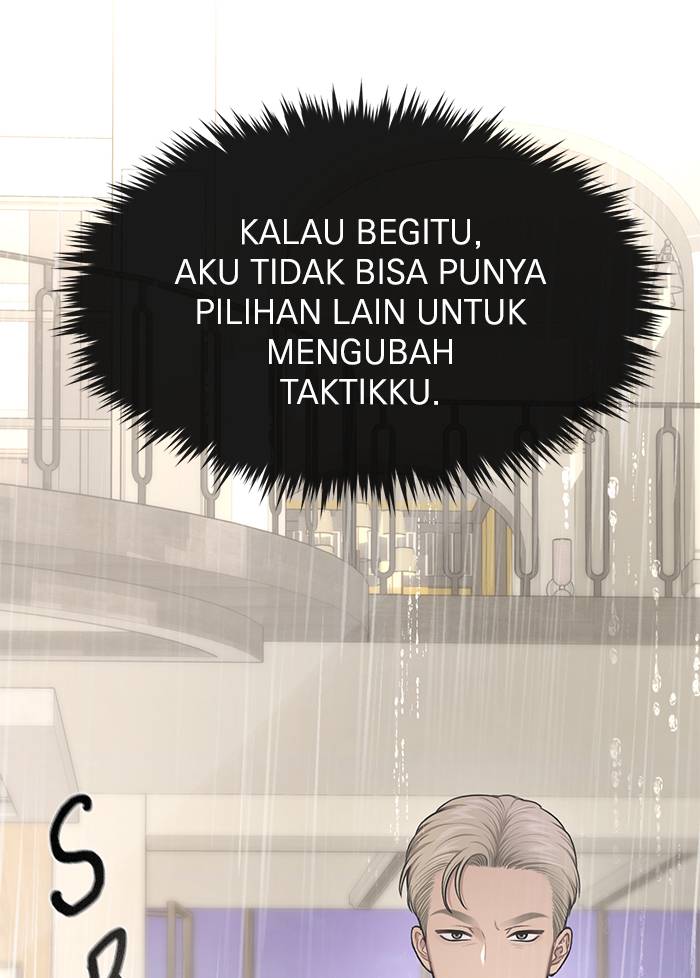 KALAU BEGITU,
AKU TIDAK BISA PUNYA
PILIHAN LAIN UNTUK
MENGUBAH
TAKTIKKU.
S